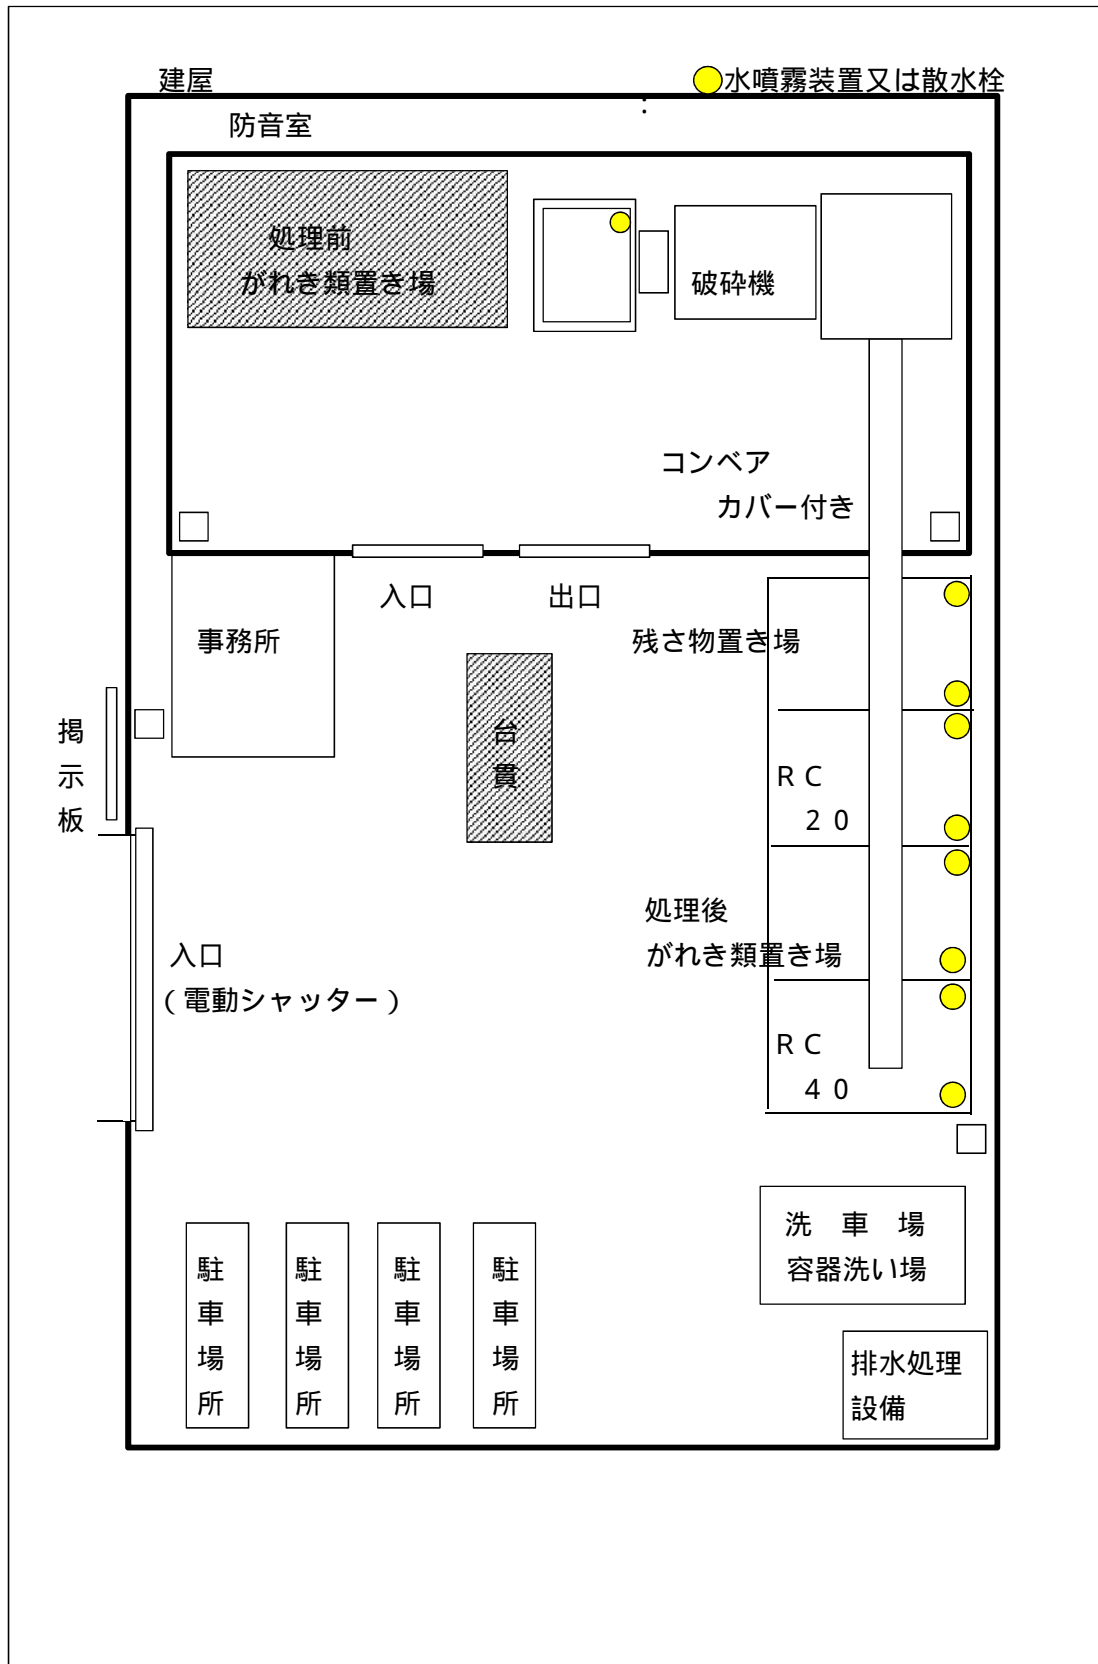 建屋
●水噴霧装置又は散水栓
防音室
処理前
がれき類置き場
破砕機
コンベア
カバー付き
入口
出口
事務所
残さ物置き場
掲示板
台貫
ＲＣ
２０
処理後
がれき類置き場
入口
（電動シャッター）
ＲＣ
４０
洗　車　場
容器洗い場
駐車場所
駐車場所
駐車場所
駐車場所
排水処理
設備